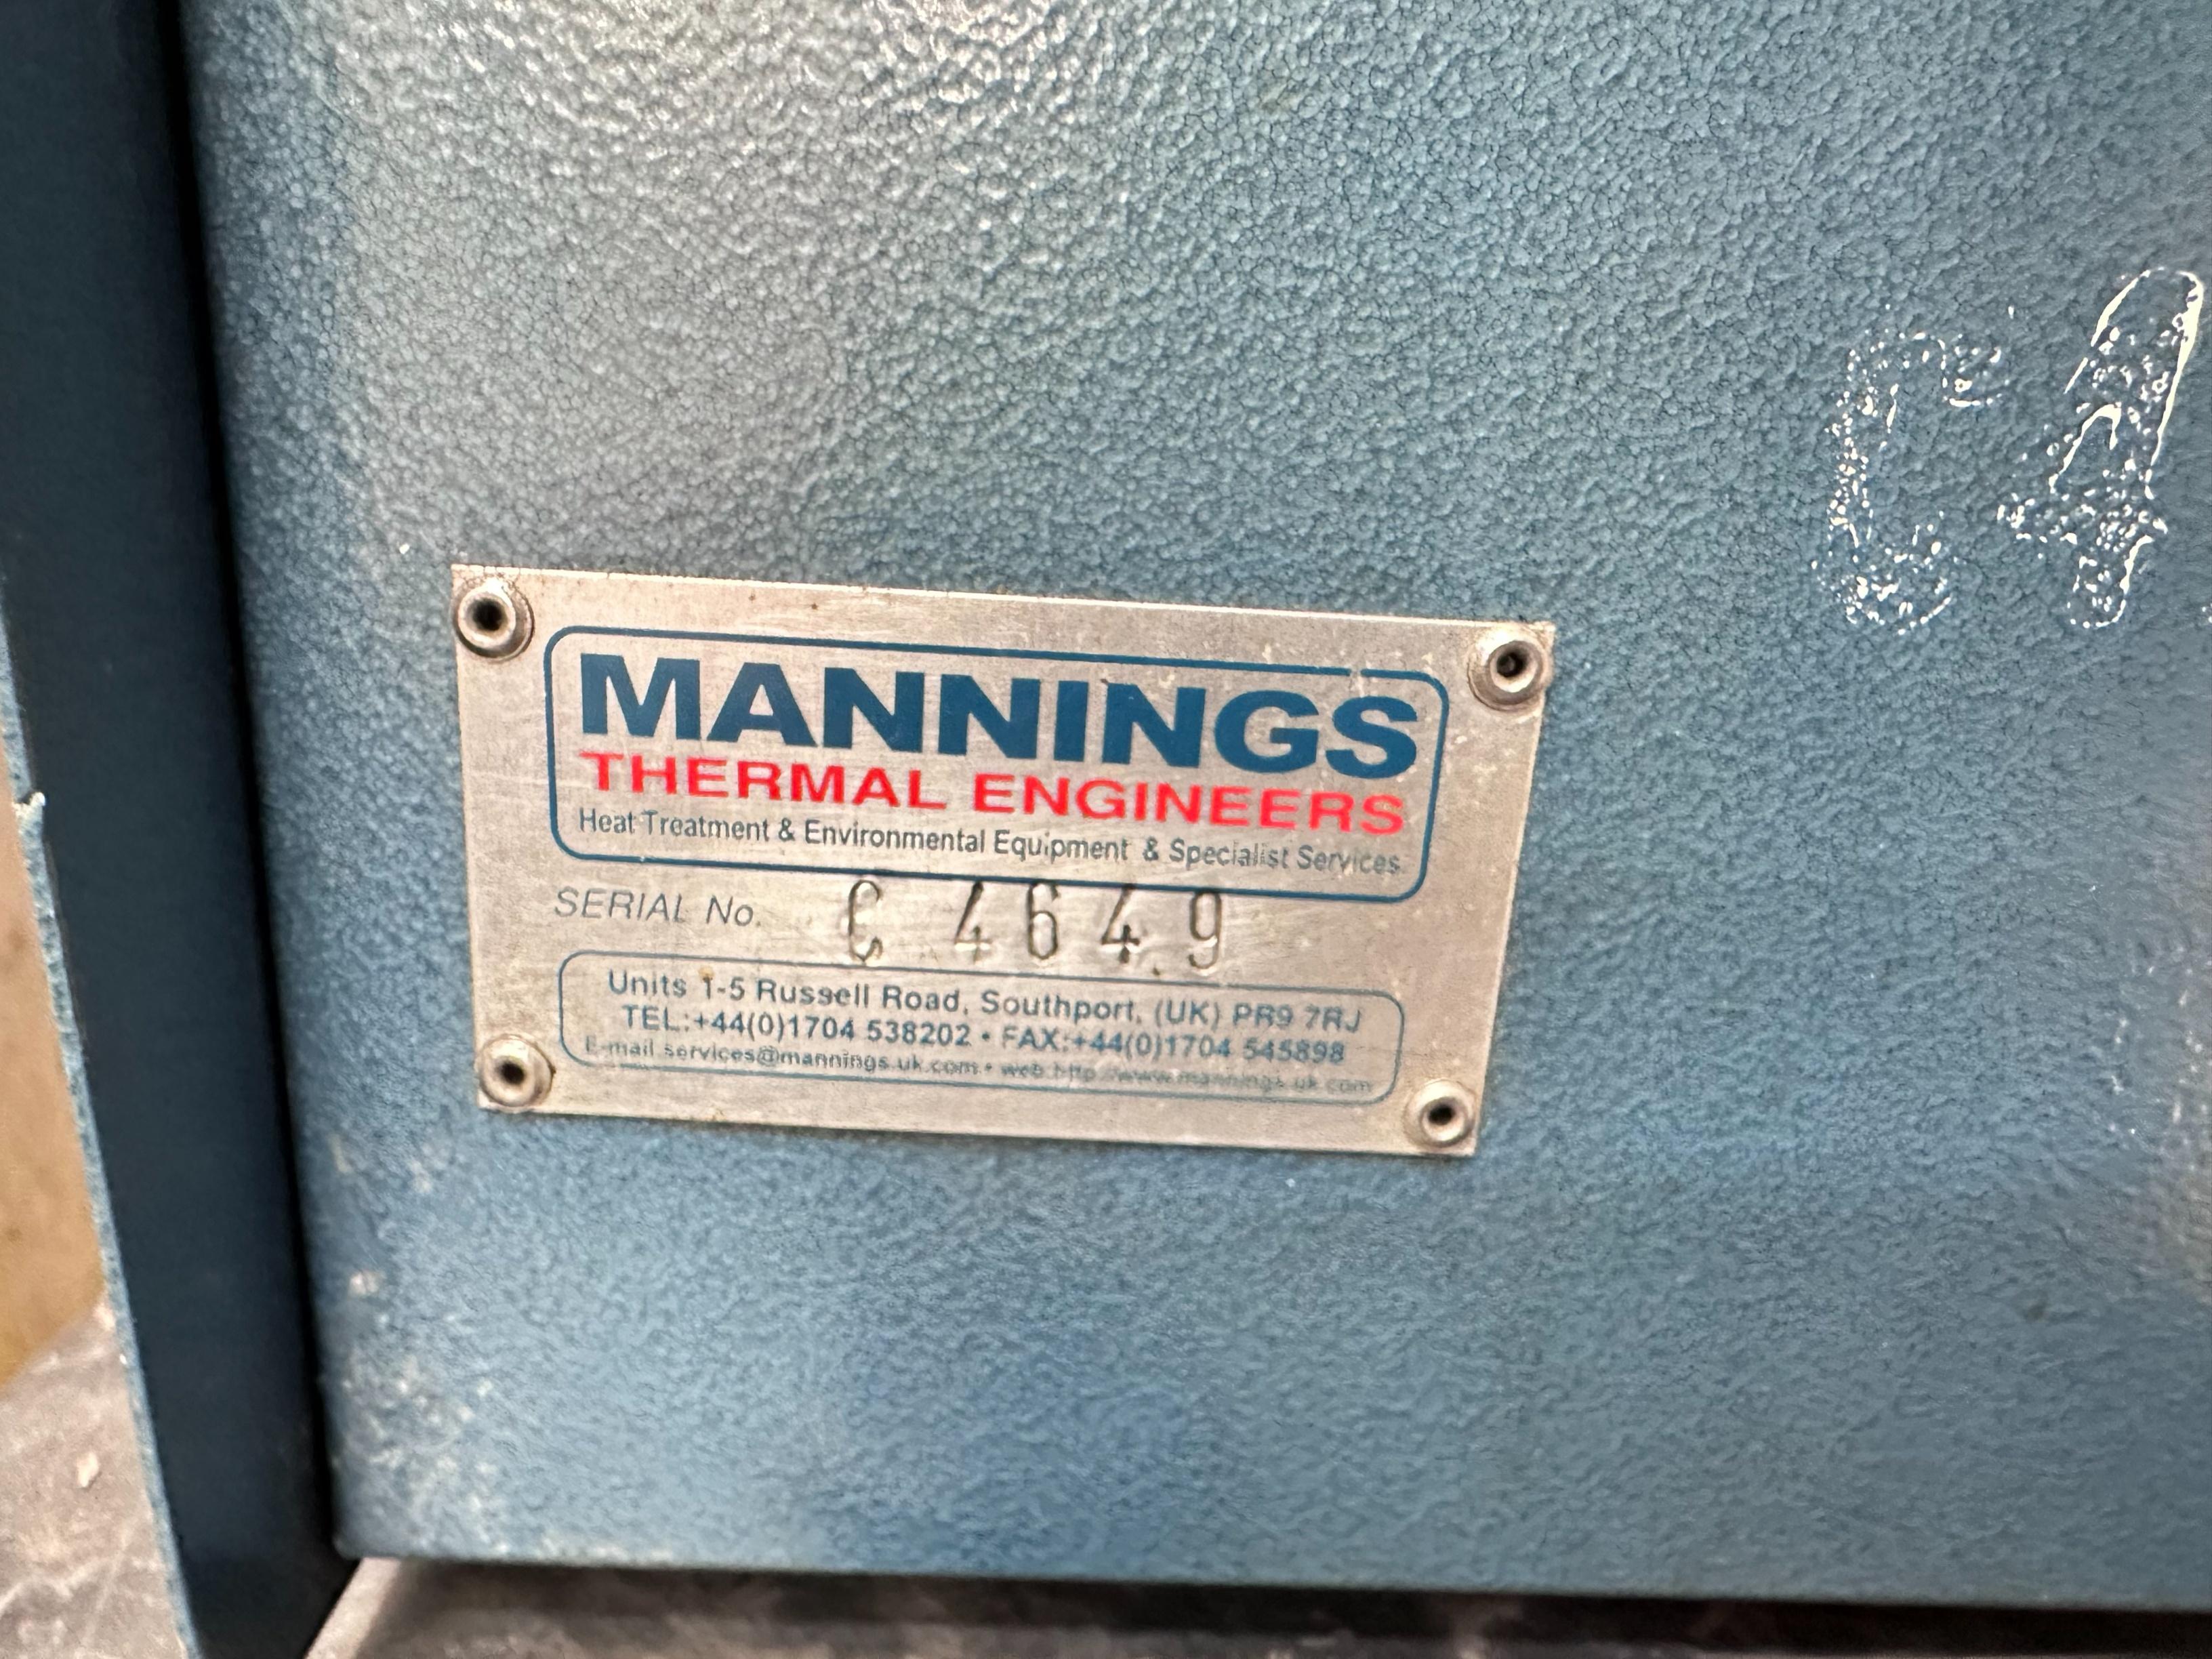 MANNINGS
THERMAL ENGINEERS
Heat Treatment & Environmental Equipment & Specialist Services
SERIAL No. C 4649
Units 1-5 Russell Road, Southport, (UK) PR9 7RJ
TEL:+44(0)1704 538202 • FAX:+44(0)1704 545898
E-mail services@mannings.uk.com • web http://www.mannings.uk.com
C4